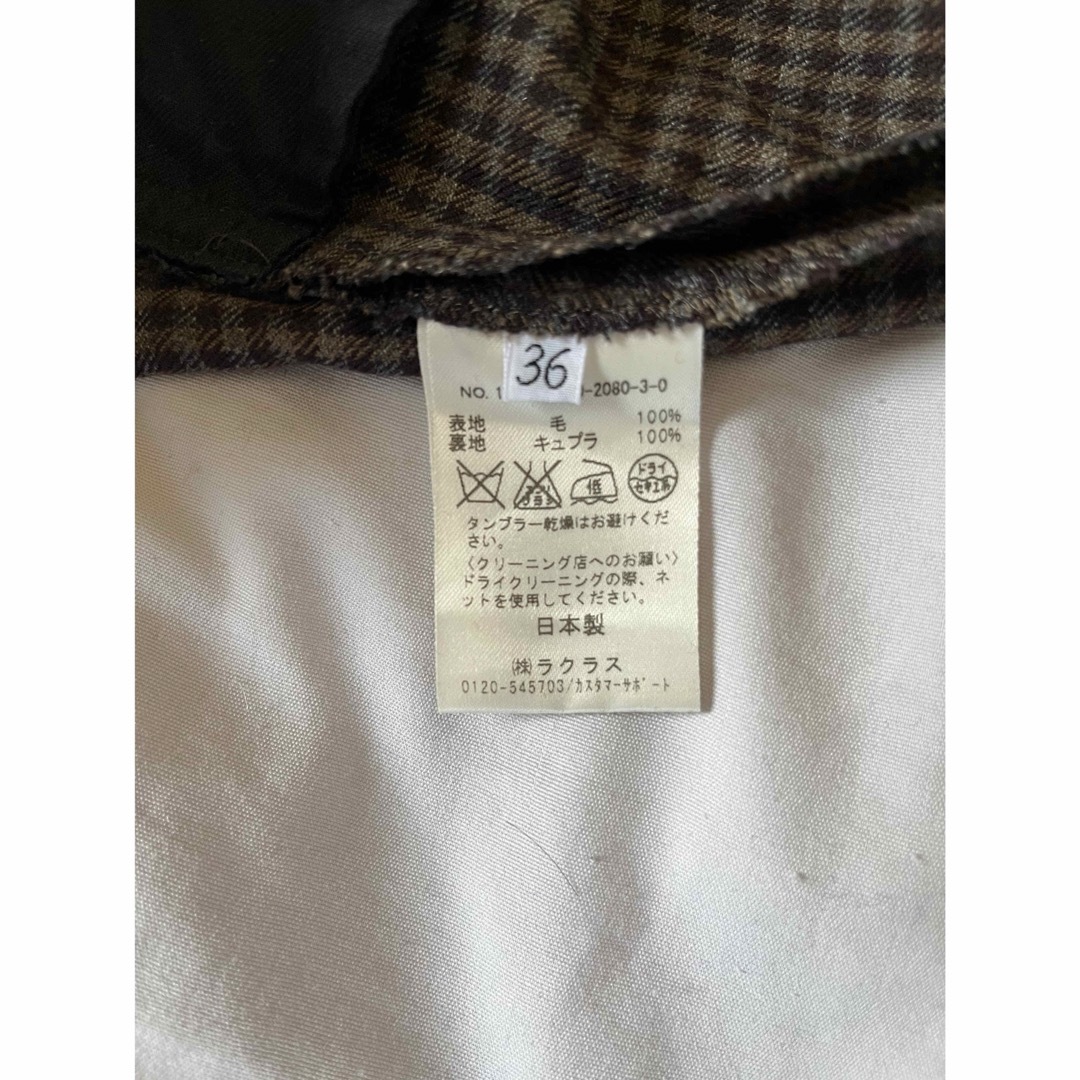 36
NO. 1 -2080-3-0
表地 毛 100%
裏地 キュプラ 100%
低
ドライ
セキユ系
タンブラー乾燥はお避けくだ
さい。
〈クリーニング店へのお願い〉
ドライクリーニングの際、ネ
ットを使用してください。
日本製
㈱ラクラス
0120-545703/カスタマーサポート